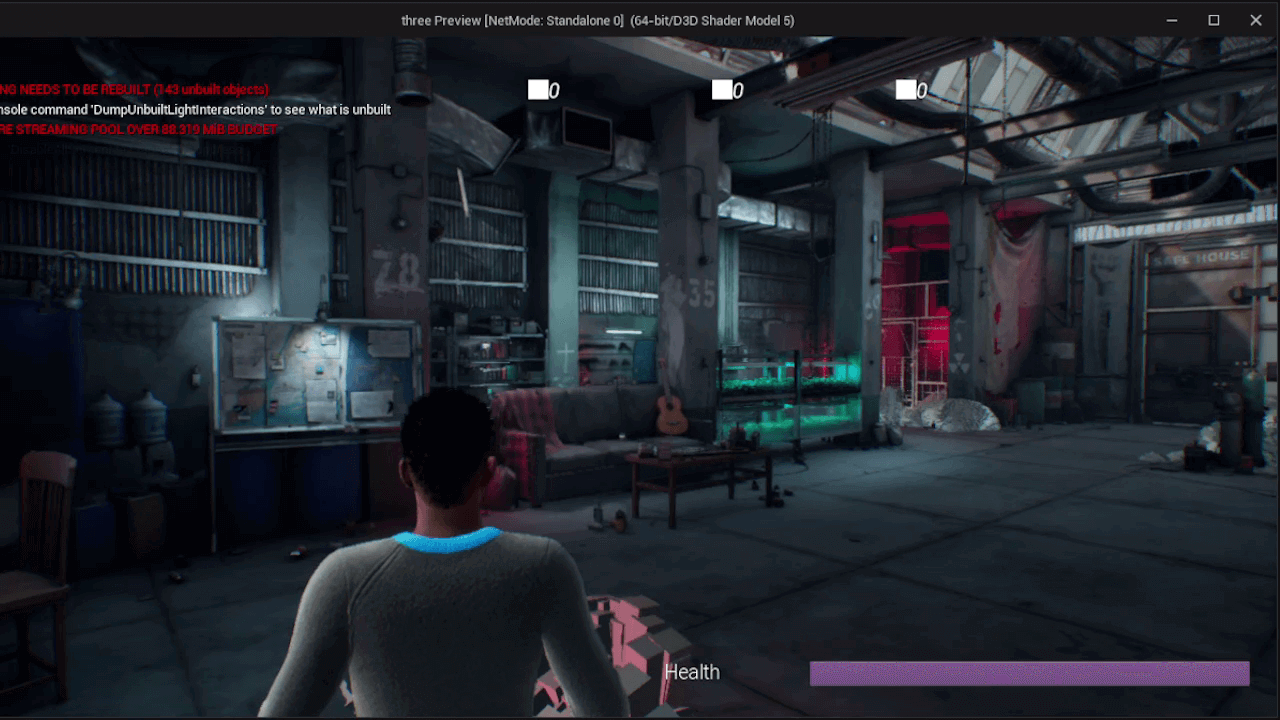 three Preview [NetMode: Standalone 0] (64-bit/D3D Shader Model 5)
NG NEEDS TO BE REBUILT (143 unbuilt objects)
nsole command 'DumpUnbuiltLightInteractions' to see what is unbuilt
RE STREAMING POOL OVER 88.319 MiB BUDGET
0
0
0
Z8
35
SAFE HOUSE
Health